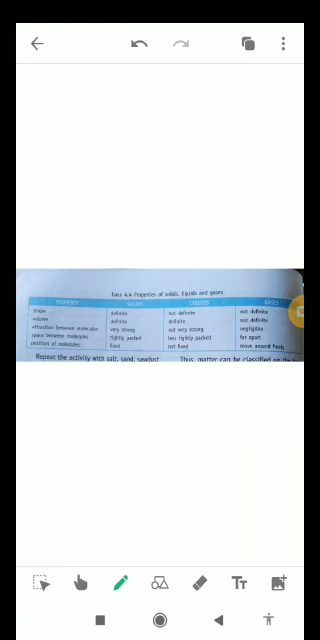 TABLE 4.4 Properties of solids, liquids and gases
PROPERTY SOLIDS LIQUIDS GASES
shape definite not definite not definite
volume definite definite not definite
attraction between molecules very strong not very strong negligible
space between molecules tightly packed less tightly packed far apart
position of molecules fixed not fixed move around freely
Repeat the activity with salt, sand, sawdust
Thus, matter can be classified on the
Tт